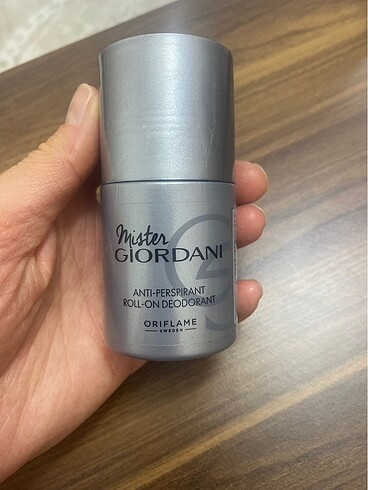 Mister
GIORDANI
ANTI-PERSPIRANT
ROLL-ON DEODORANT
ORIFLAME
SWEDEN